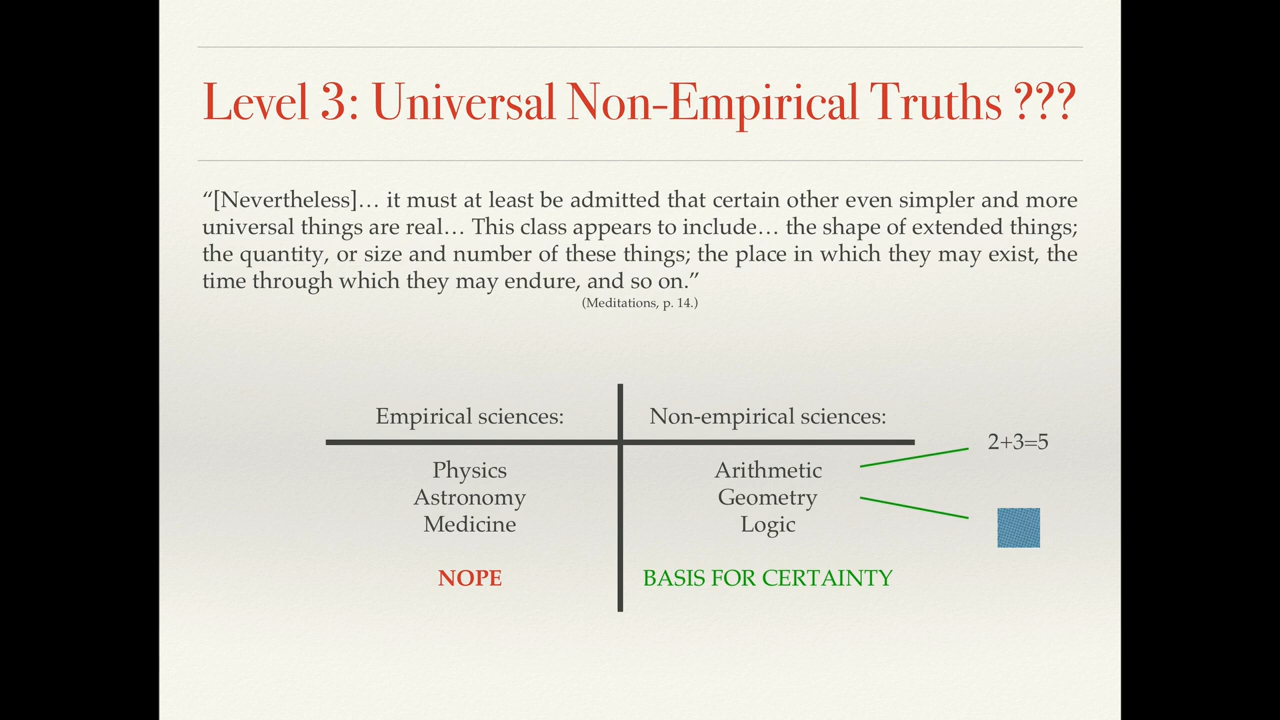 Level 3: Universal Non-Empirical Truths ???
“[Nevertheless]… it must at least be admitted that certain other even simpler and more
universal things are real… This class appears to include… the shape of extended things;
the quantity, or size and number of these things; the place in which they may exist, the
time through which they may endure, and so on.”
(Meditations, p. 14.)
Empirical sciences:
Physics
Astronomy
Medicine
NOPE
Non-empirical sciences:
Arithmetic
Geometry
Logic
BASIS FOR CERTAINTY
2+3=5